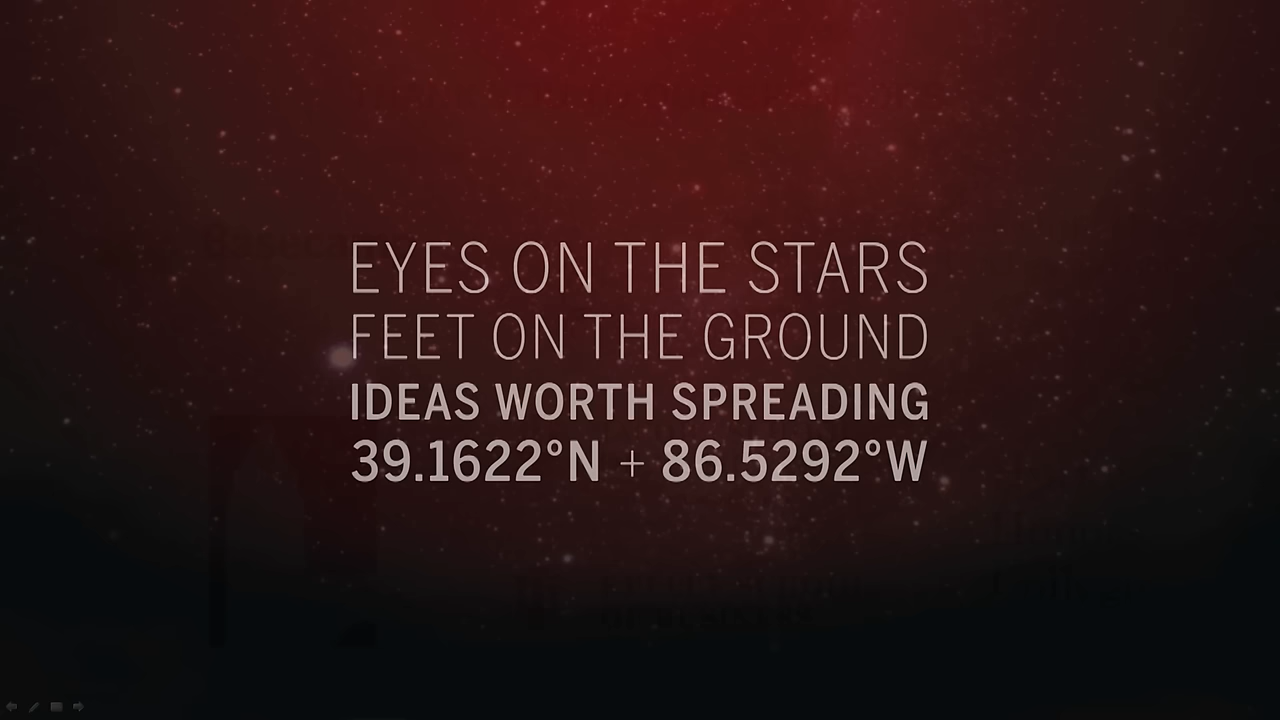 EYES ON THE STARS
FEET ON THE GROUND
IDEAS WORTH SPREADING
39.1622°N + 86.5292°W